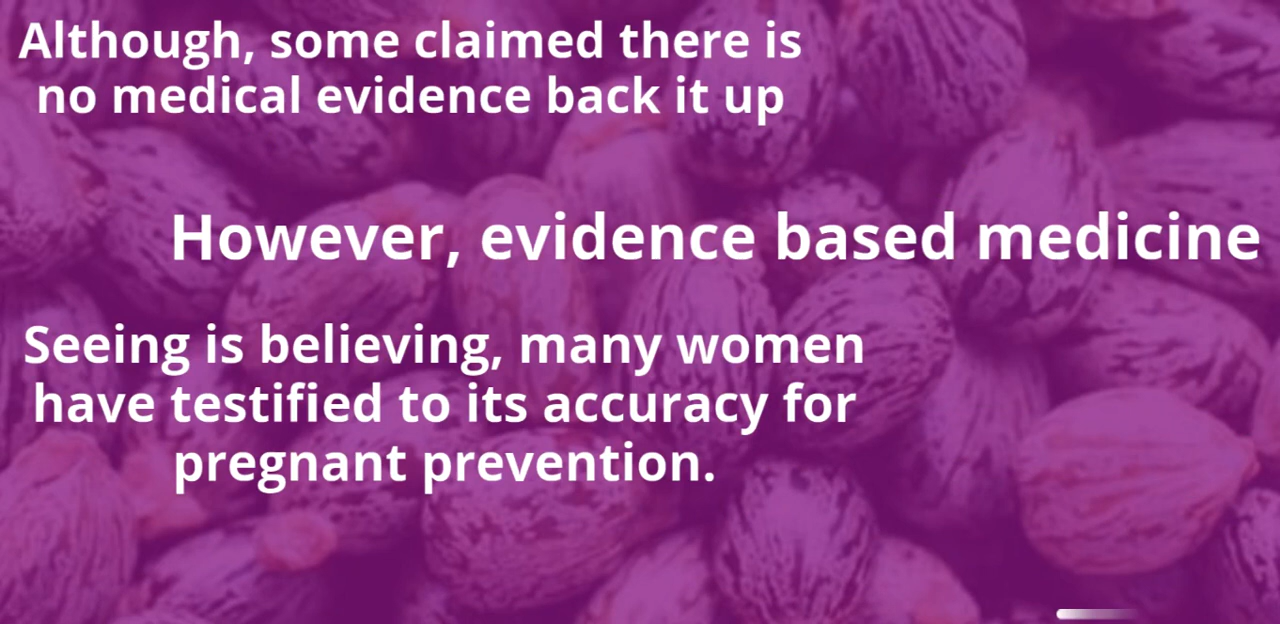 Although, some claimed there is
no medical evidence back it up
However, evidence based medicine
Seeing is believing, many women
have testified to its accuracy for
pregnant prevention.